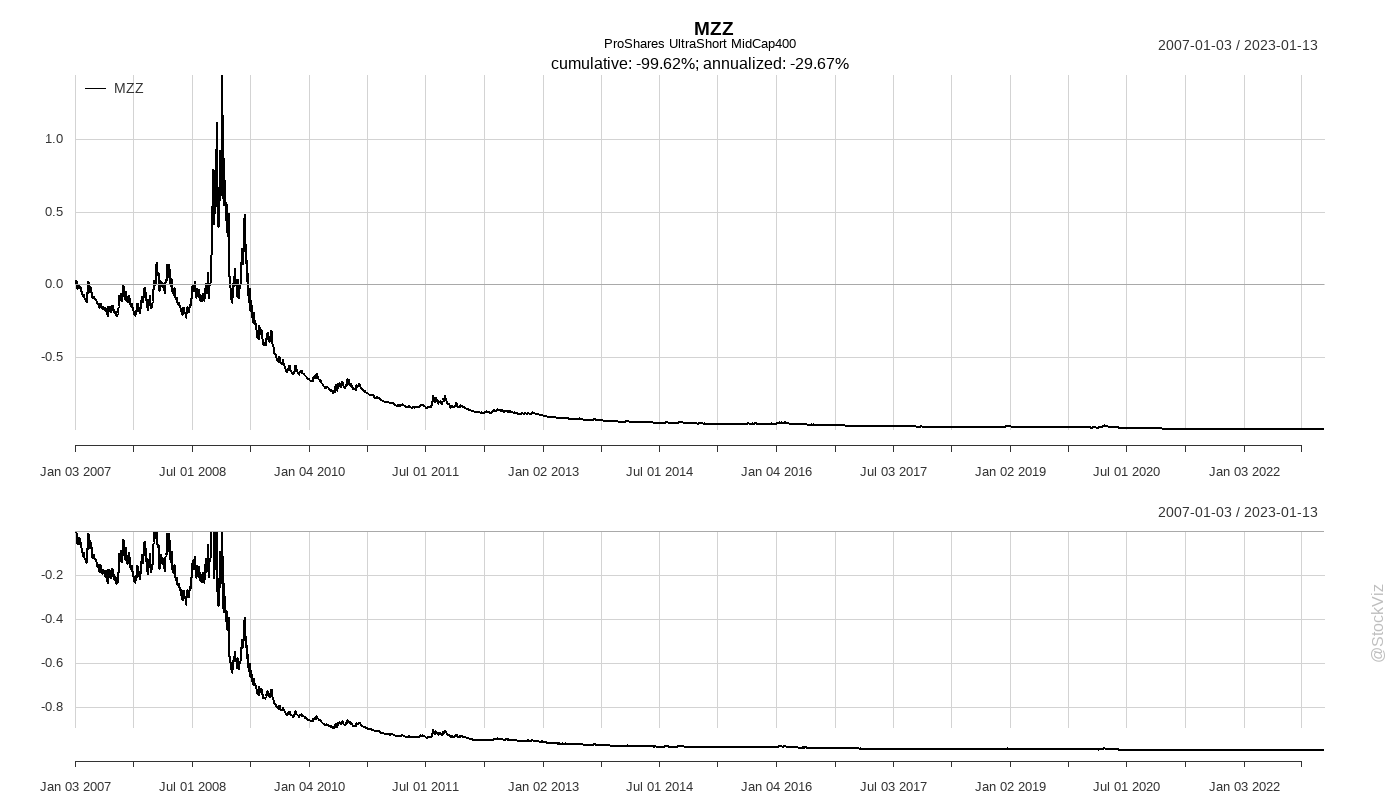 MZZ
ProShares UltraShort MidCap400
2007-01-03 / 2023-01-13
cumulative: -99.62%; annualized: -29.67%
MZZ
1.0
0.5
0.0
-0.5
Jan 03 2007 Jul 01 2008 Jan 04 2010 Jul 01 2011 Jan 02 2013 Jul 01 2014 Jan 04 2016 Jul 03 2017 Jan 02 2019 Jul 01 2020 Jan 03 2022
2007-01-03 / 2023-01-13
-0.2
-0.4
-0.6
-0.8
@StockViz
Jan 03 2007 Jul 01 2008 Jan 04 2010 Jul 01 2011 Jan 02 2013 Jul 01 2014 Jan 04 2016 Jul 03 2017 Jan 02 2019 Jul 01 2020 Jan 03 2022